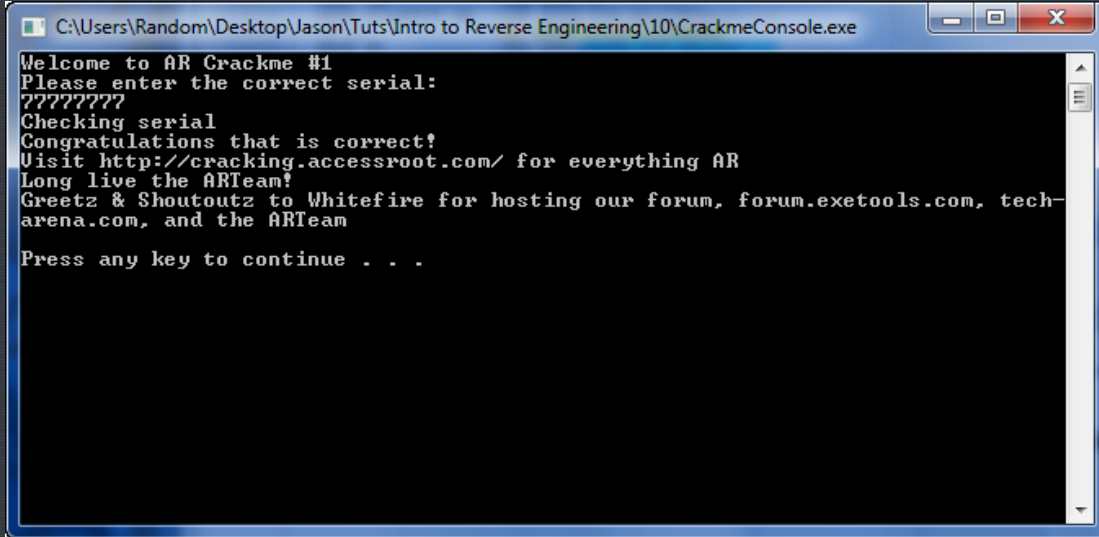 C:\Users\Random\Desktop\Jason\Tuts\Intro to Reverse Engineering\10\CrackmeConsole.exe
Welcome to AR Crackme #1
Please enter the correct serial:
77777777
Checking serial
Congratulations that is correct!
Visit http://cracking.accessroot.com/ for everything AR
Long live the ARTeam!
Greetz & Shoutoutz to Whitefire for hosting our forum, forum.exetools.com, tech-
arena.com, and the ARTeam
Press any key to continue . . .